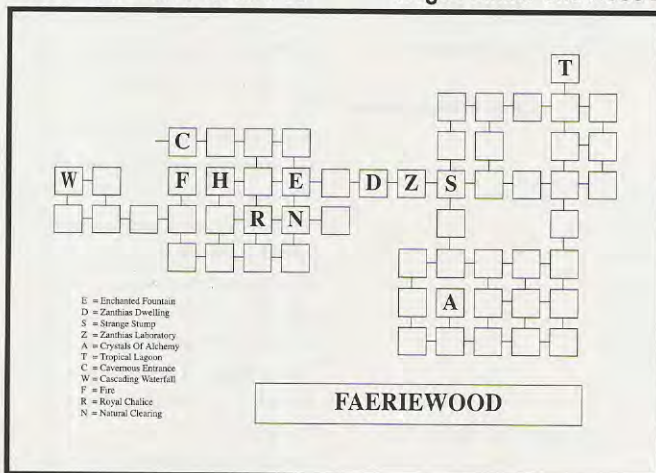 T
C
W
F H E D Z S
R N
A
E = Enchanted Fountain
D = Zanthias Dwelling
S = Strange Stump
Z = Zanthias Laboratory
A = Crystals Of Alchemy
T = Tropical Lagoon
C = Cavernous Entrance
W = Cascading Waterfall
F = Fire
R = Royal Chalice
N = Natural Clearing
FAERIEWOOD